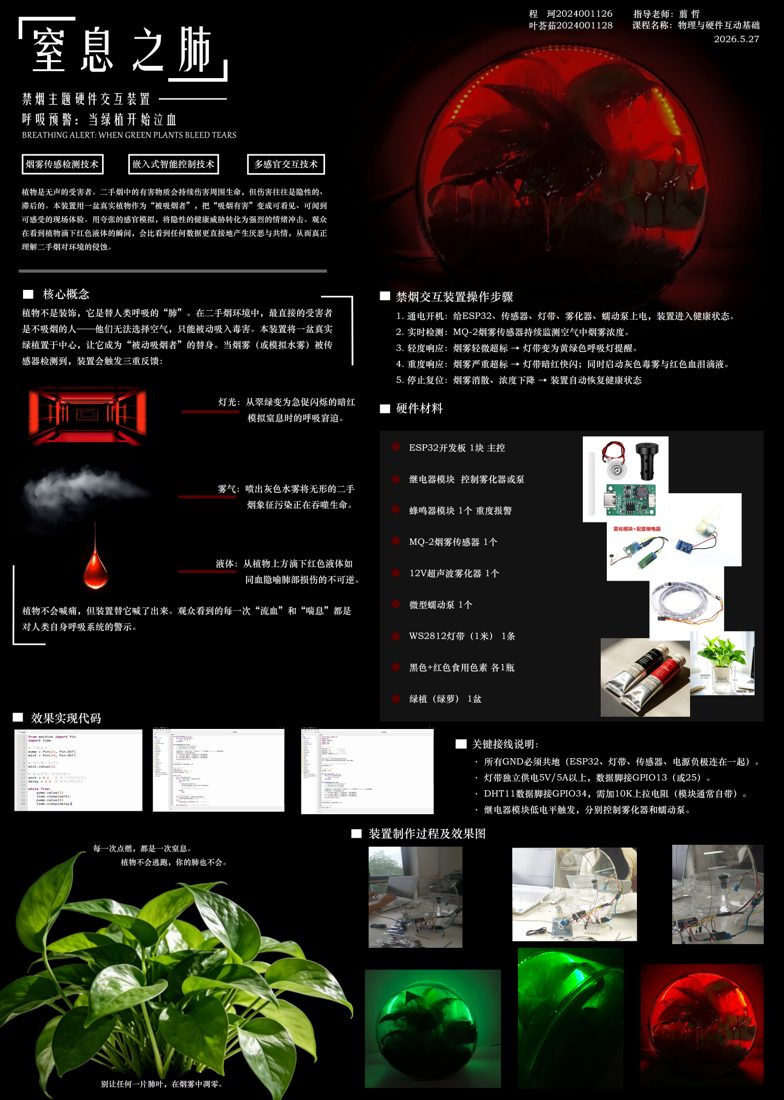 窒息之肺
禁烟主题硬件交互装置
呼吸预警：当绿植开始泣血
BREATHING ALERT: WHEN GREEN PLANTS BLEED TEARS
程　珂2024001126
叶荟茹2024001128
指导老师：翦 哲
课程名称：物理与硬件互动基础
2026.5.27
烟雾传感检测技术
嵌入式智能控制技术
多感官交互技术
植物是无声的受害者。二手烟中的有害物质会持续伤害周围生命，但伤害往往是隐性的、
滞后的。本装置用一盆真实植物作为“被吸烟者”，把“吸烟有害”变成可看见、可闻到
可感受的现场体验。用夸张的感官模拟，将隐性的健康威胁转化为强烈的情绪冲击。观众
在看到植物滴下红色液体的瞬间，会比看到任何数据更直接地产生厌恶与共情，从而真正
理解二手烟对环境的侵蚀。
核心概念
植物不是装饰，它是替人类呼吸的“肺”。在二手烟环境中，最直接的受害者
是不吸烟的人——他们无法选择空气，只能被动吸入毒害。本装置将一盆真实
绿植置于中心，让它成为“被动吸烟者”的替身。当烟雾（或模拟水雾）被传
感器检测到，装置会触发三重反馈：
灯光：从翠绿变为急促闪烁的暗红
模拟窒息时的呼吸窘迫。
雾气：喷出灰色水雾将无形的二手
烟象征污染正在吞噬生命。
液体：从植物上方滴下红色液体如
同血隐喻肺部损伤的不可逆。
植物不会喊痛，但装置替它喊了出来。观众看到的每一次“流血”和“喘息”都是
对人类自身呼吸系统的警示。
禁烟交互装置操作步骤
1. 通电开机：给ESP32、传感器、灯带、雾化器、蠕动泵上电，装置进入健康状态。
2. 实时检测：MQ-2烟雾传感器持续监测空气中烟雾浓度。
3. 轻度响应：烟雾轻微超标 → 灯带变为黄绿色呼吸灯提醒。
4. 重度响应：烟雾严重超标 → 灯带暗红快闪；同时启动灰色毒雾与红色血泪滴液。
5. 停止复位：烟雾消散、浓度下降 → 装置自动恢复健康状态
硬件材料
ESP32开发板 1块 主控
继电器模块 控制雾化器或泵
蜂鸣器模块 1个 重度报警
MQ-2烟雾传感器 1个
12V超声波雾化器 1个
微型蠕动泵 1个
WS2812灯带（1米） 1条
黑色+红色食用色素 各1瓶
绿植（绿萝） 1盆
雾化模块+配套继电器
效果实现代码
from machine import Pin
import time
关键接线说明：
· 所有GND必须共地（ESP32、灯带、传感器、电源负极连在一起）。
· 灯带独立供电5V/5A以上，数据脚接GPIO13（或25）。
· DHT11数据脚接GPIO34，需加10K上拉电阻（模块通常自带）。
· 继电器模块低电平触发，分别控制雾化器和蠕动泵。
装置制作过程及效果图
每一次点燃，都是一次窒息。
植物不会逃跑，你的肺也不会。
别让任何一片肺叶，在烟雾中凋零。